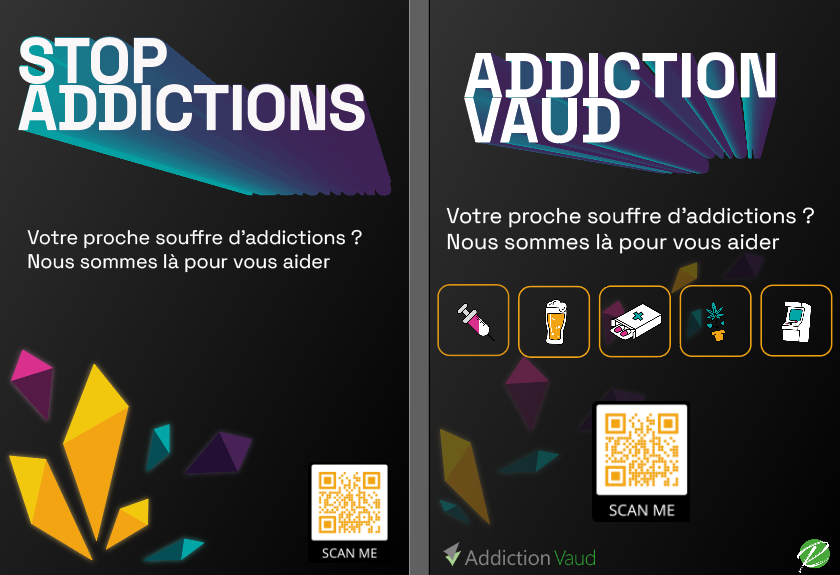 STOP
ADDICTIONS
Votre proche souffre d'addictions ?
Nous sommes là pour vous aider
SCAN ME
ADDICTION
VAUD
Votre proche souffre d'addictions ?
Nous sommes là pour vous aider
SCAN ME
Addiction Vaud